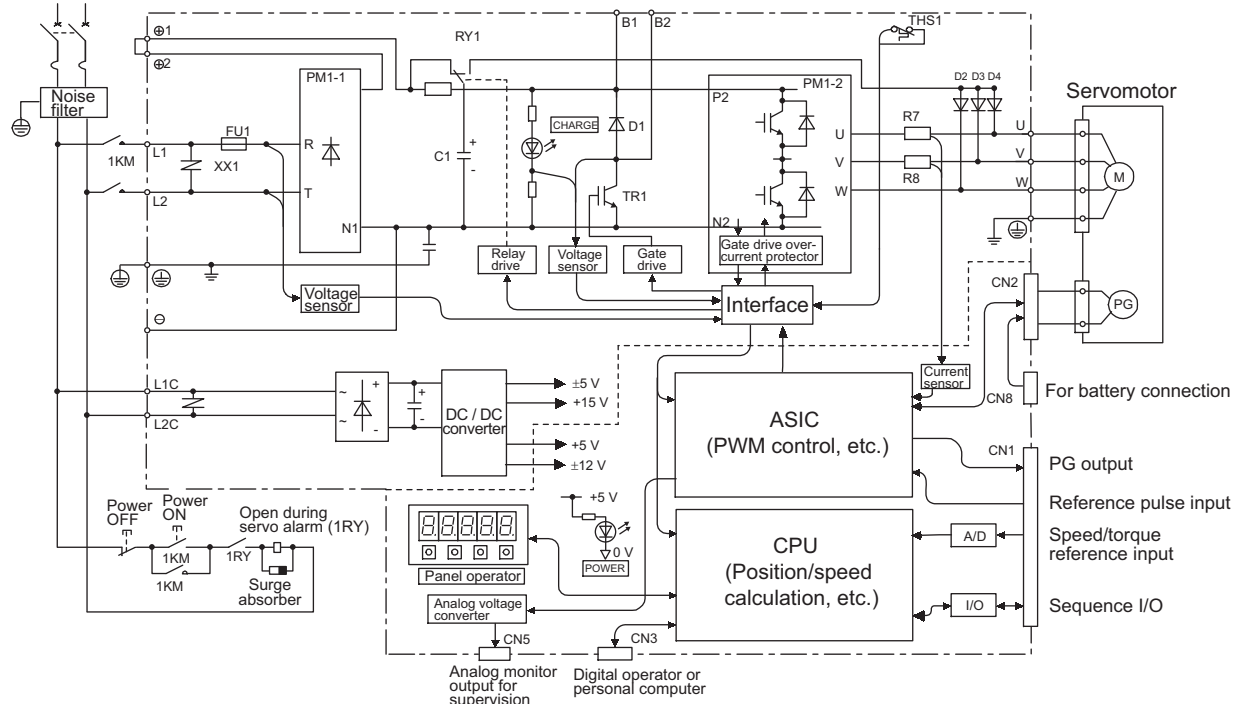 ⊕1
⊕2
B1 B2
THS1
RY1
PM1-1
PM1-2
D2 D3 D4
Servomotor
Noise
filter
FU1
P2
CHARGE
D1
R7
U
U
L1
R
1KM
XX1
C1
+
-
V
V
R8
M
L2
T
TR1
W
W
N1
N2
Relay
drive
Voltage
sensor
Gate
drive
Gate drive over-
current protector
CN2
Voltage
sensor
Interface
PG
⊖
L1C
~
+
+
±5 V
+15 V
Current
sensor
CN8
For battery connection
L2C
~
-
-
DC / DC
converter
+5 V
±12 V
ASIC
(PWM control, etc.)
CN1
PG output
Reference pulse input
Power
OFF
Power
ON
Open during
servo alarm (1RY)
1KM
1RY
1KM
Surge
absorber
+5 V
0 V
POWER
8.8.8.8.8.
Panel operator
CPU
(Position/speed
calculation, etc.)
A/D
Speed/torque
reference input
I/O
Sequence I/O
Analog voltage
converter
CN5
CN3
Analog monitor
output for
supervision
Digital operator or
personal computer